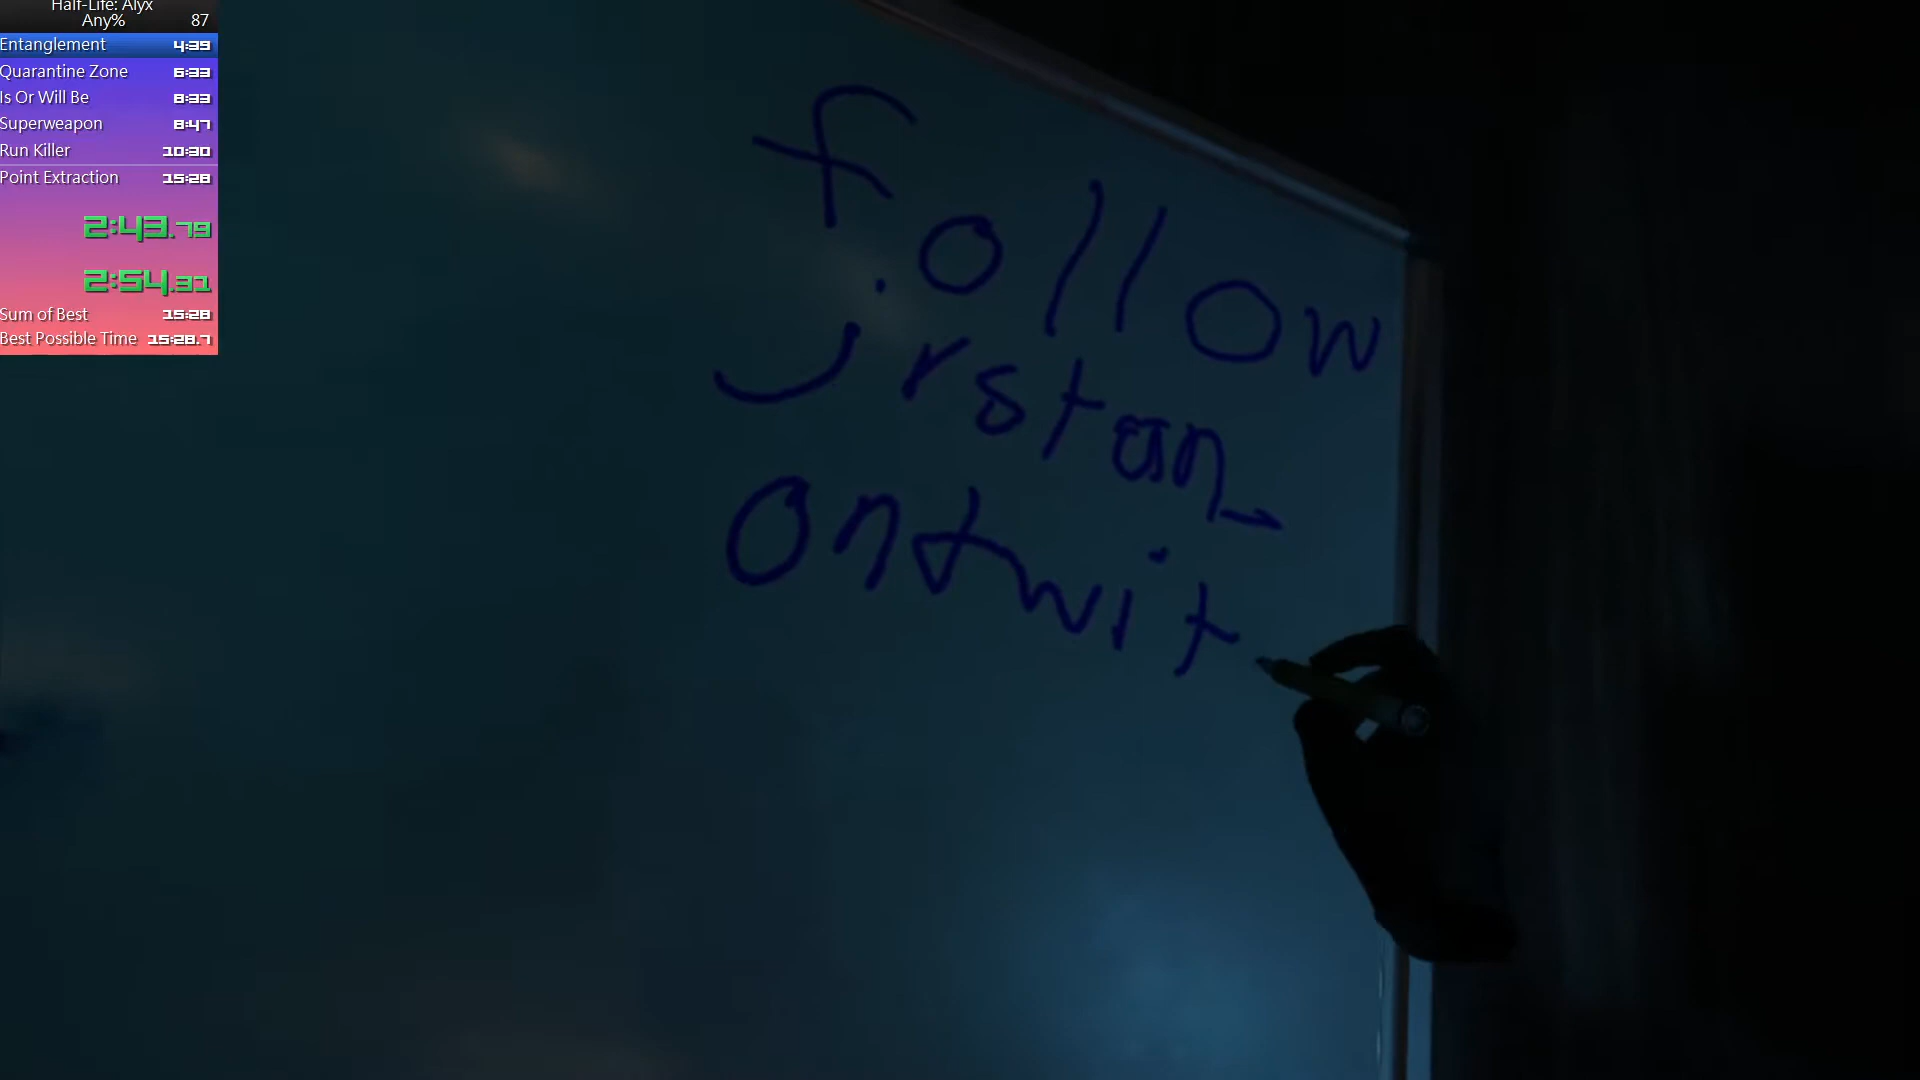 Half-Life: Alyx
Any% 87
Entanglement 4:39
Quarantine Zone 6:33
Is Or Will Be 8:33
Superweapon 8:47
Run Killer 10:30
Point Extraction 15:28
2:43.79
2:54.31
Sum of Best 15:28
Best Possible Time 15:28.7
follow
jrstan_
ontwit